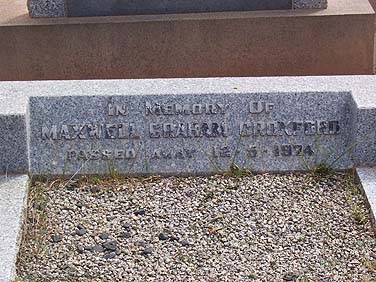 IN MEMORY OF
MAXWELL GRAHAM CROXFORD
PASSED AWAY 12 5 1974